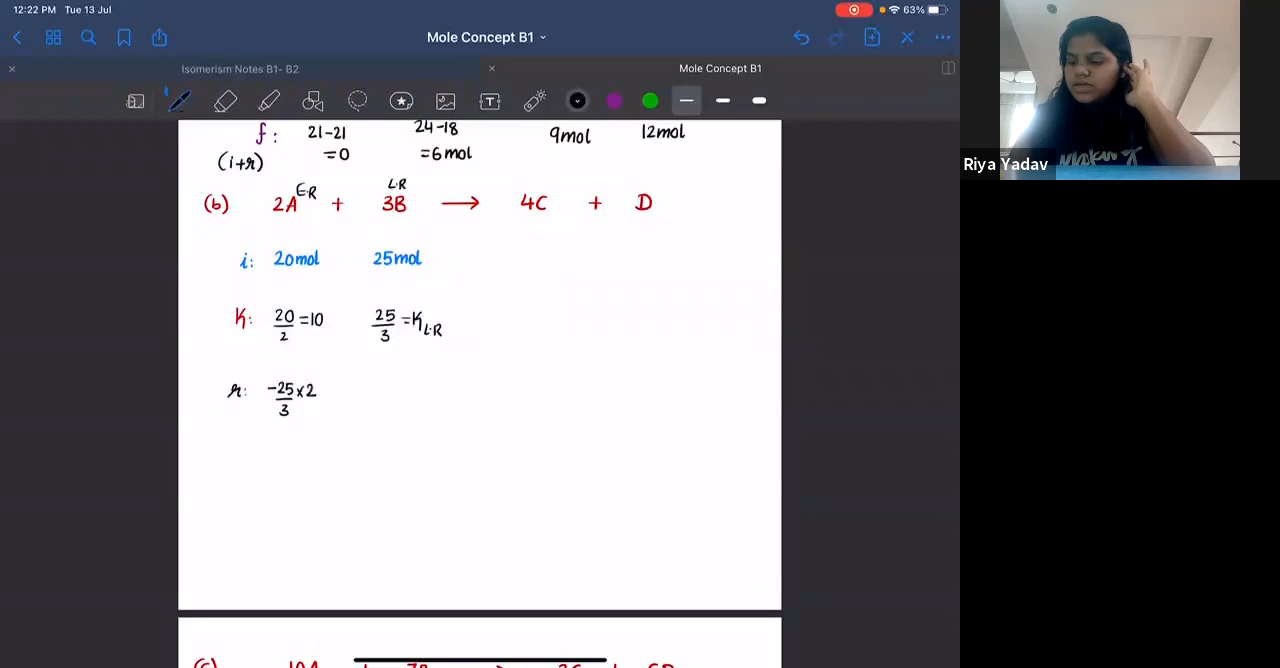 12:22 PM Tue 13 Jul 63%
Mole Concept B1
Isomerism Notes B1- B2 Mole Concept B1
f: 21-21 24-18 9mol 12mol
(i+r) =0 =6mol
Riya Yadav
Making
E.R L.R
(b) 2A + 3B → 4C + D
i: 20mol 25mol
K: 20/2 =10 25/3 =K L.R
r: -25/3 ×2